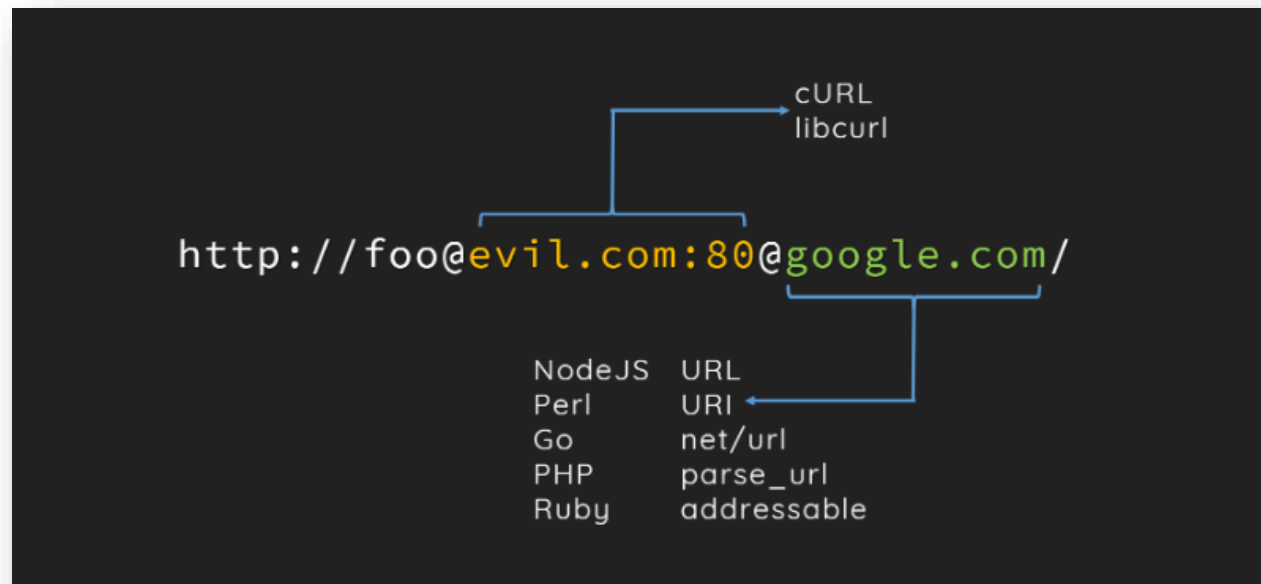 cURL
libcurl
http://foo@evil.com:80@google.com/
NodeJS URL
Perl URI
Go net/url
PHP parse_url
Ruby addressable